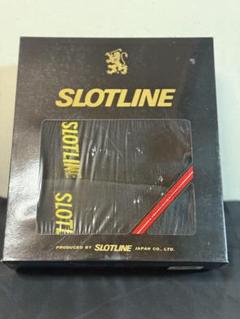 SLOTLINE
SLOTLINE
SLOTL
PRODUCED BY SLOTLINE JAPAN CO., LTD.